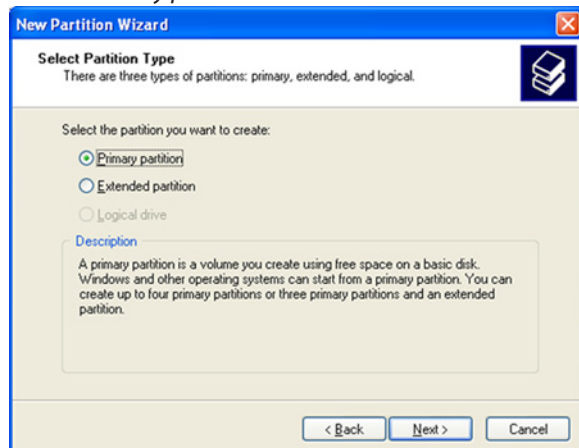 New Partition Wizard
Select Partition Type
There are three types of partitions: primary, extended, and logical.
Select the partition you want to create:
Primary partition
Extended partition
Logical drive
Description
A primary partition is a volume you create using free space on a basic disk.
Windows and other operating systems can start from a primary partition. You can
create up to four primary partitions or three primary partitions and an extended
partition.
< Back Next > Cancel